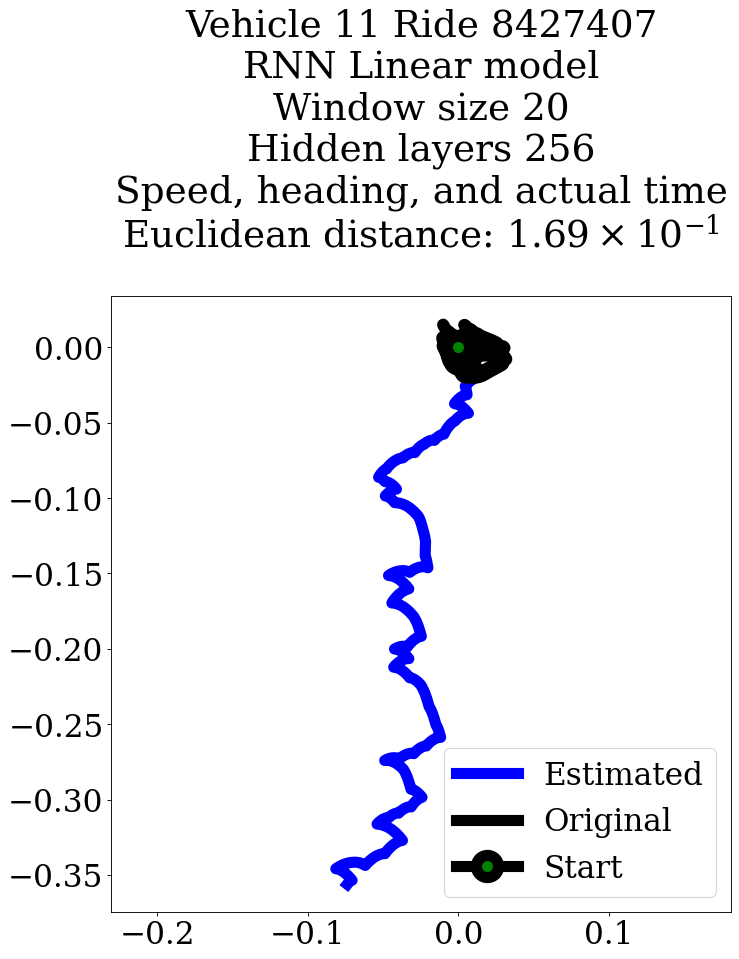 Vehicle 11 Ride 8427407
RNN Linear model
Window size 20
Hidden layers 256
Speed, heading, and actual time
Euclidean distance: 1.69 × 10⁻¹
0.00
−0.05
−0.10
−0.15
−0.20
−0.25
−0.30
−0.35
Estimated
Original
Start
−0.2 −0.1 0.0 0.1